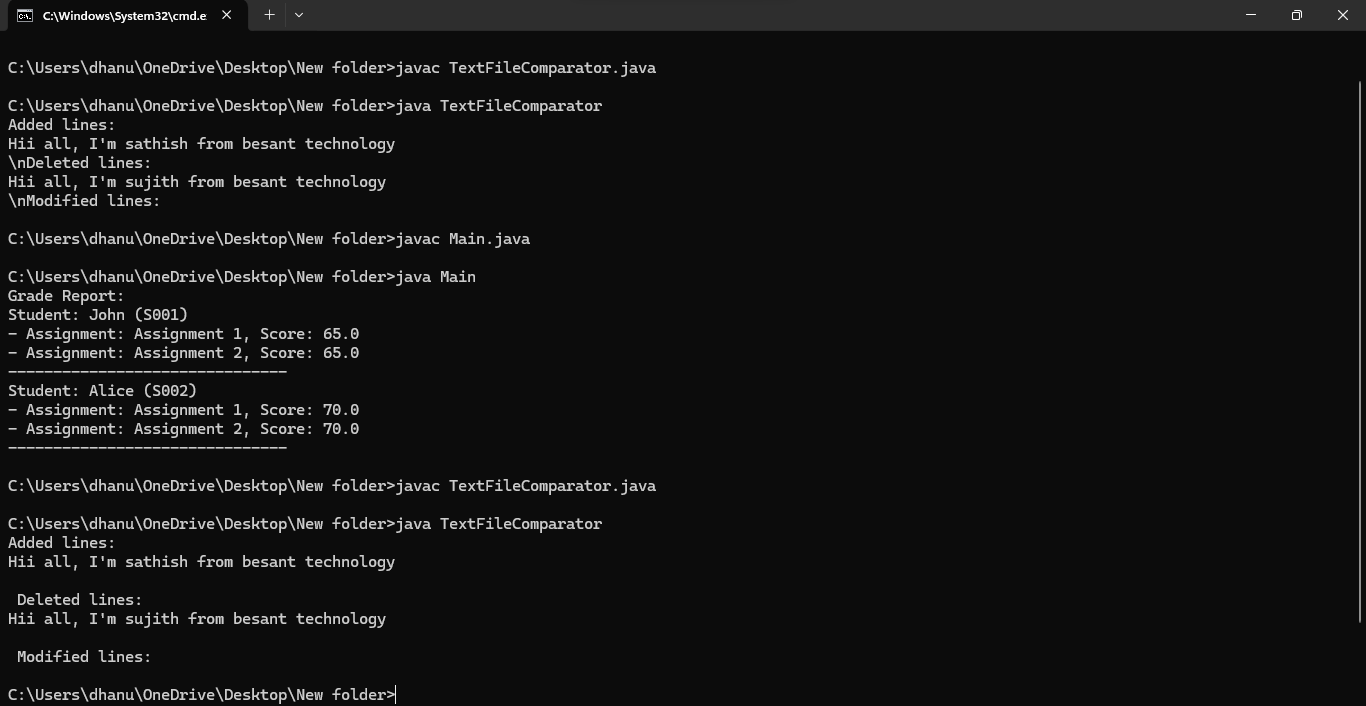 C:\Windows\System32\cmd.e
C:\Users\dhanu\OneDrive\Desktop\New folder>javac TextFileComparator.java
C:\Users\dhanu\OneDrive\Desktop\New folder>java TextFileComparator
Added lines:
Hii all, I'm sathish from besant technology
\nDeleted lines:
Hii all, I'm sujith from besant technology
\nModified lines:
C:\Users\dhanu\OneDrive\Desktop\New folder>javac Main.java
C:\Users\dhanu\OneDrive\Desktop\New folder>java Main
Grade Report:
Student: John (S001)
- Assignment: Assignment 1, Score: 65.0
- Assignment: Assignment 2, Score: 65.0
-------------------------------
Student: Alice (S002)
- Assignment: Assignment 1, Score: 70.0
- Assignment: Assignment 2, Score: 70.0
-------------------------------
C:\Users\dhanu\OneDrive\Desktop\New folder>javac TextFileComparator.java
C:\Users\dhanu\OneDrive\Desktop\New folder>java TextFileComparator
Added lines:
Hii all, I'm sathish from besant technology
 Deleted lines:
Hii all, I'm sujith from besant technology
 Modified lines:
C:\Users\dhanu\OneDrive\Desktop\New folder>